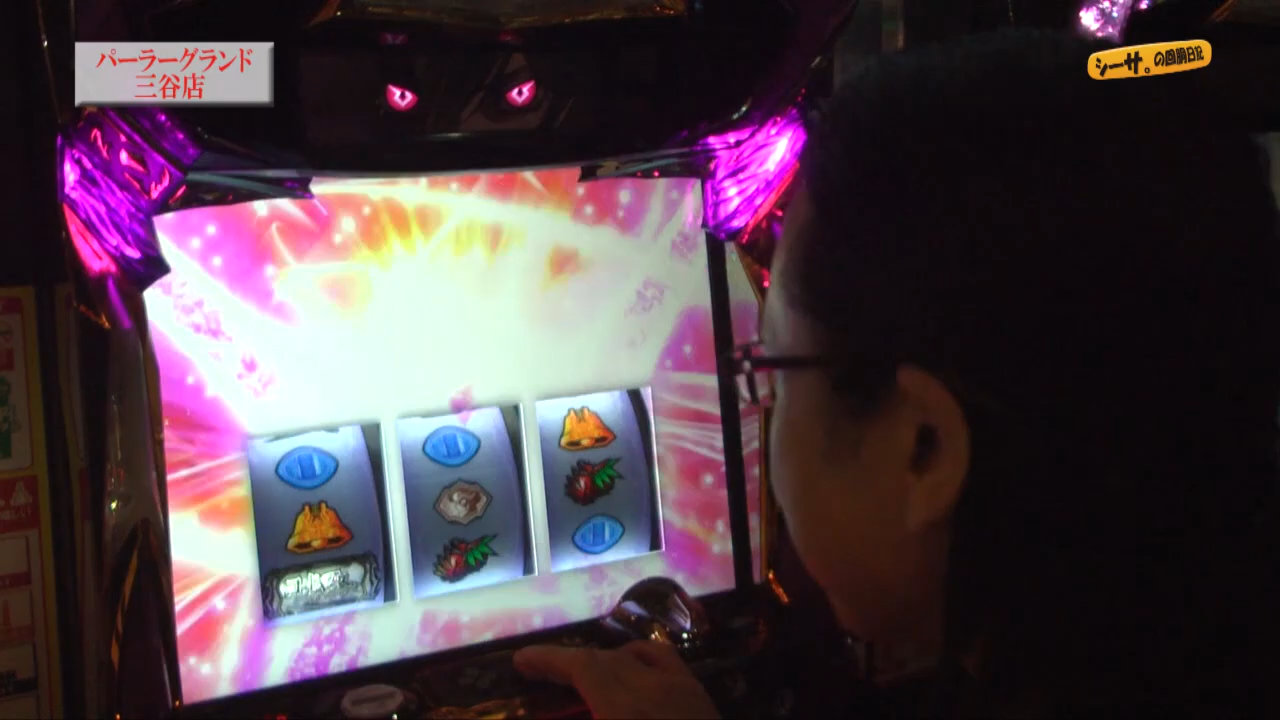 パーラーグランド
三谷店
シーサ。の回胴日記